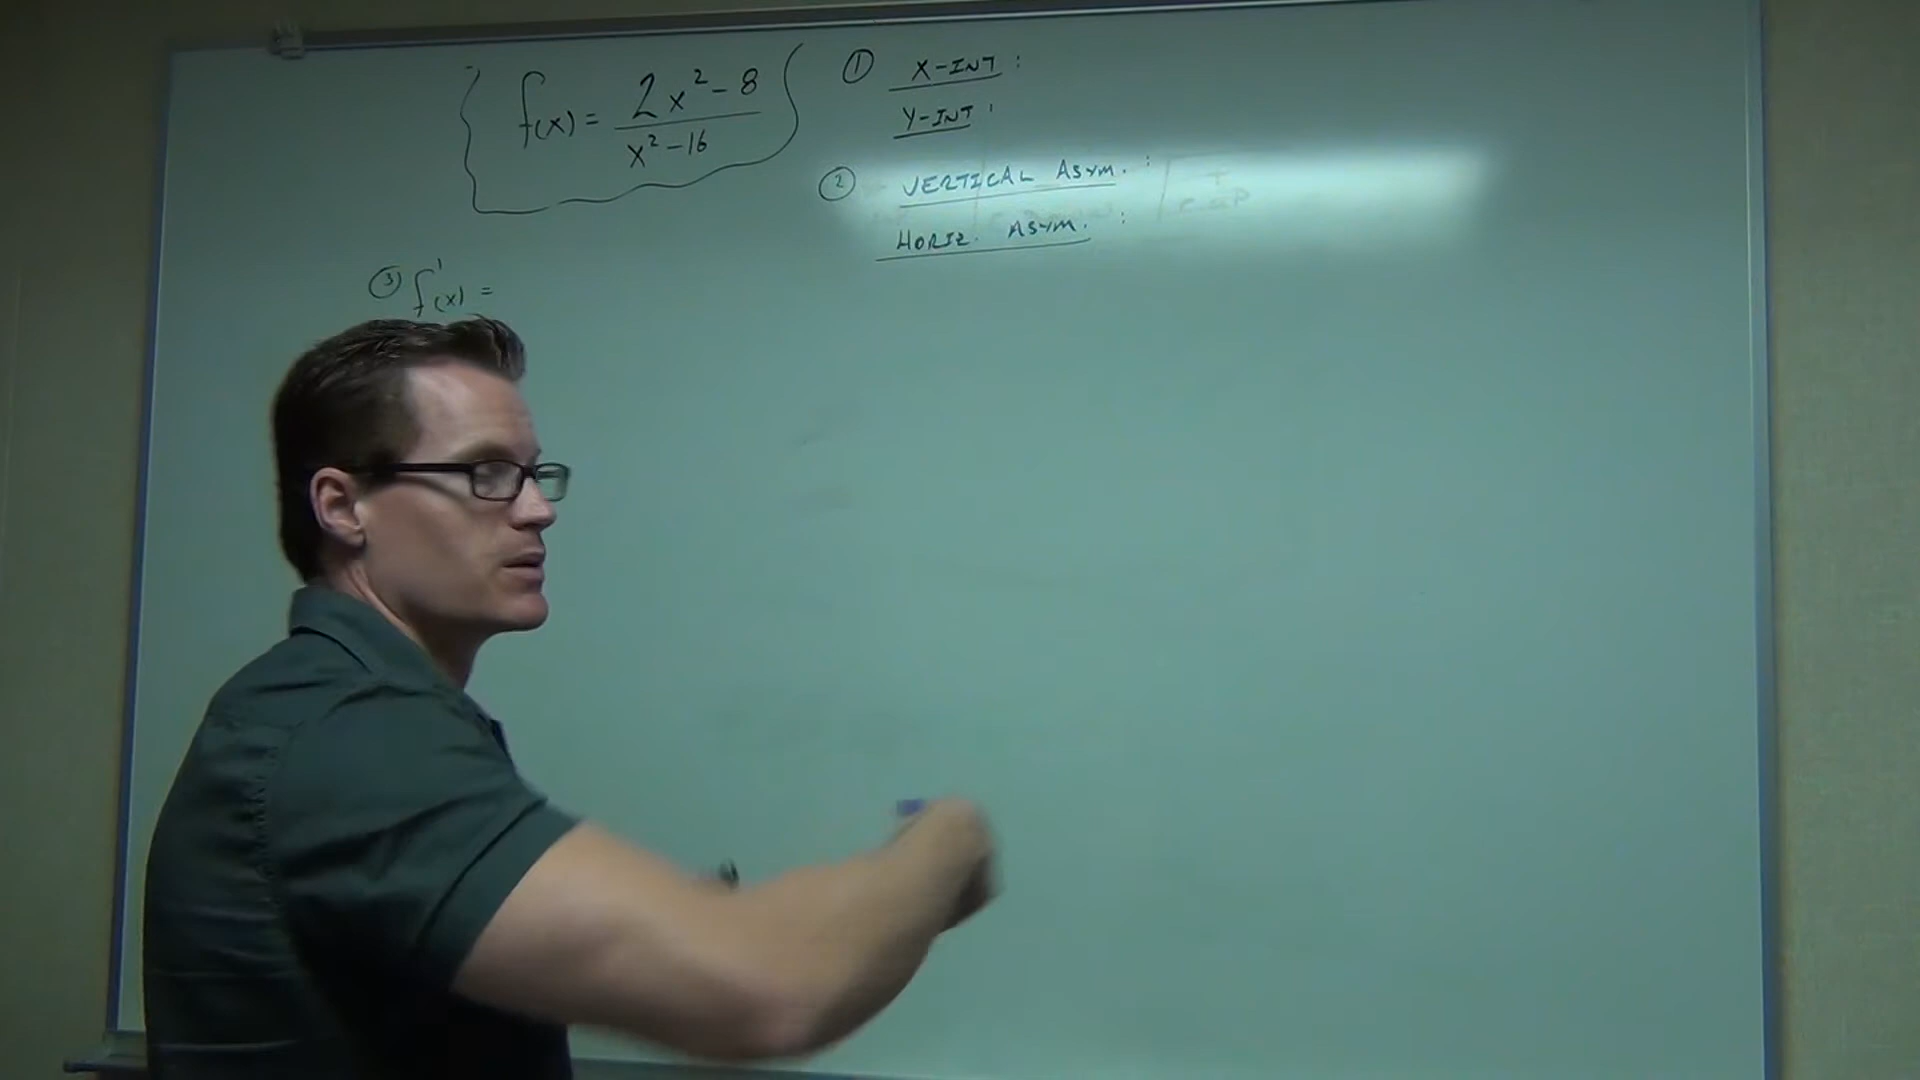 f(x) = 2x² - 8 / x² - 16
① X-INT :
Y-INT :
② VERTICAL ASYM. :
HORIZ. ASYM. :
③ f'(x) =